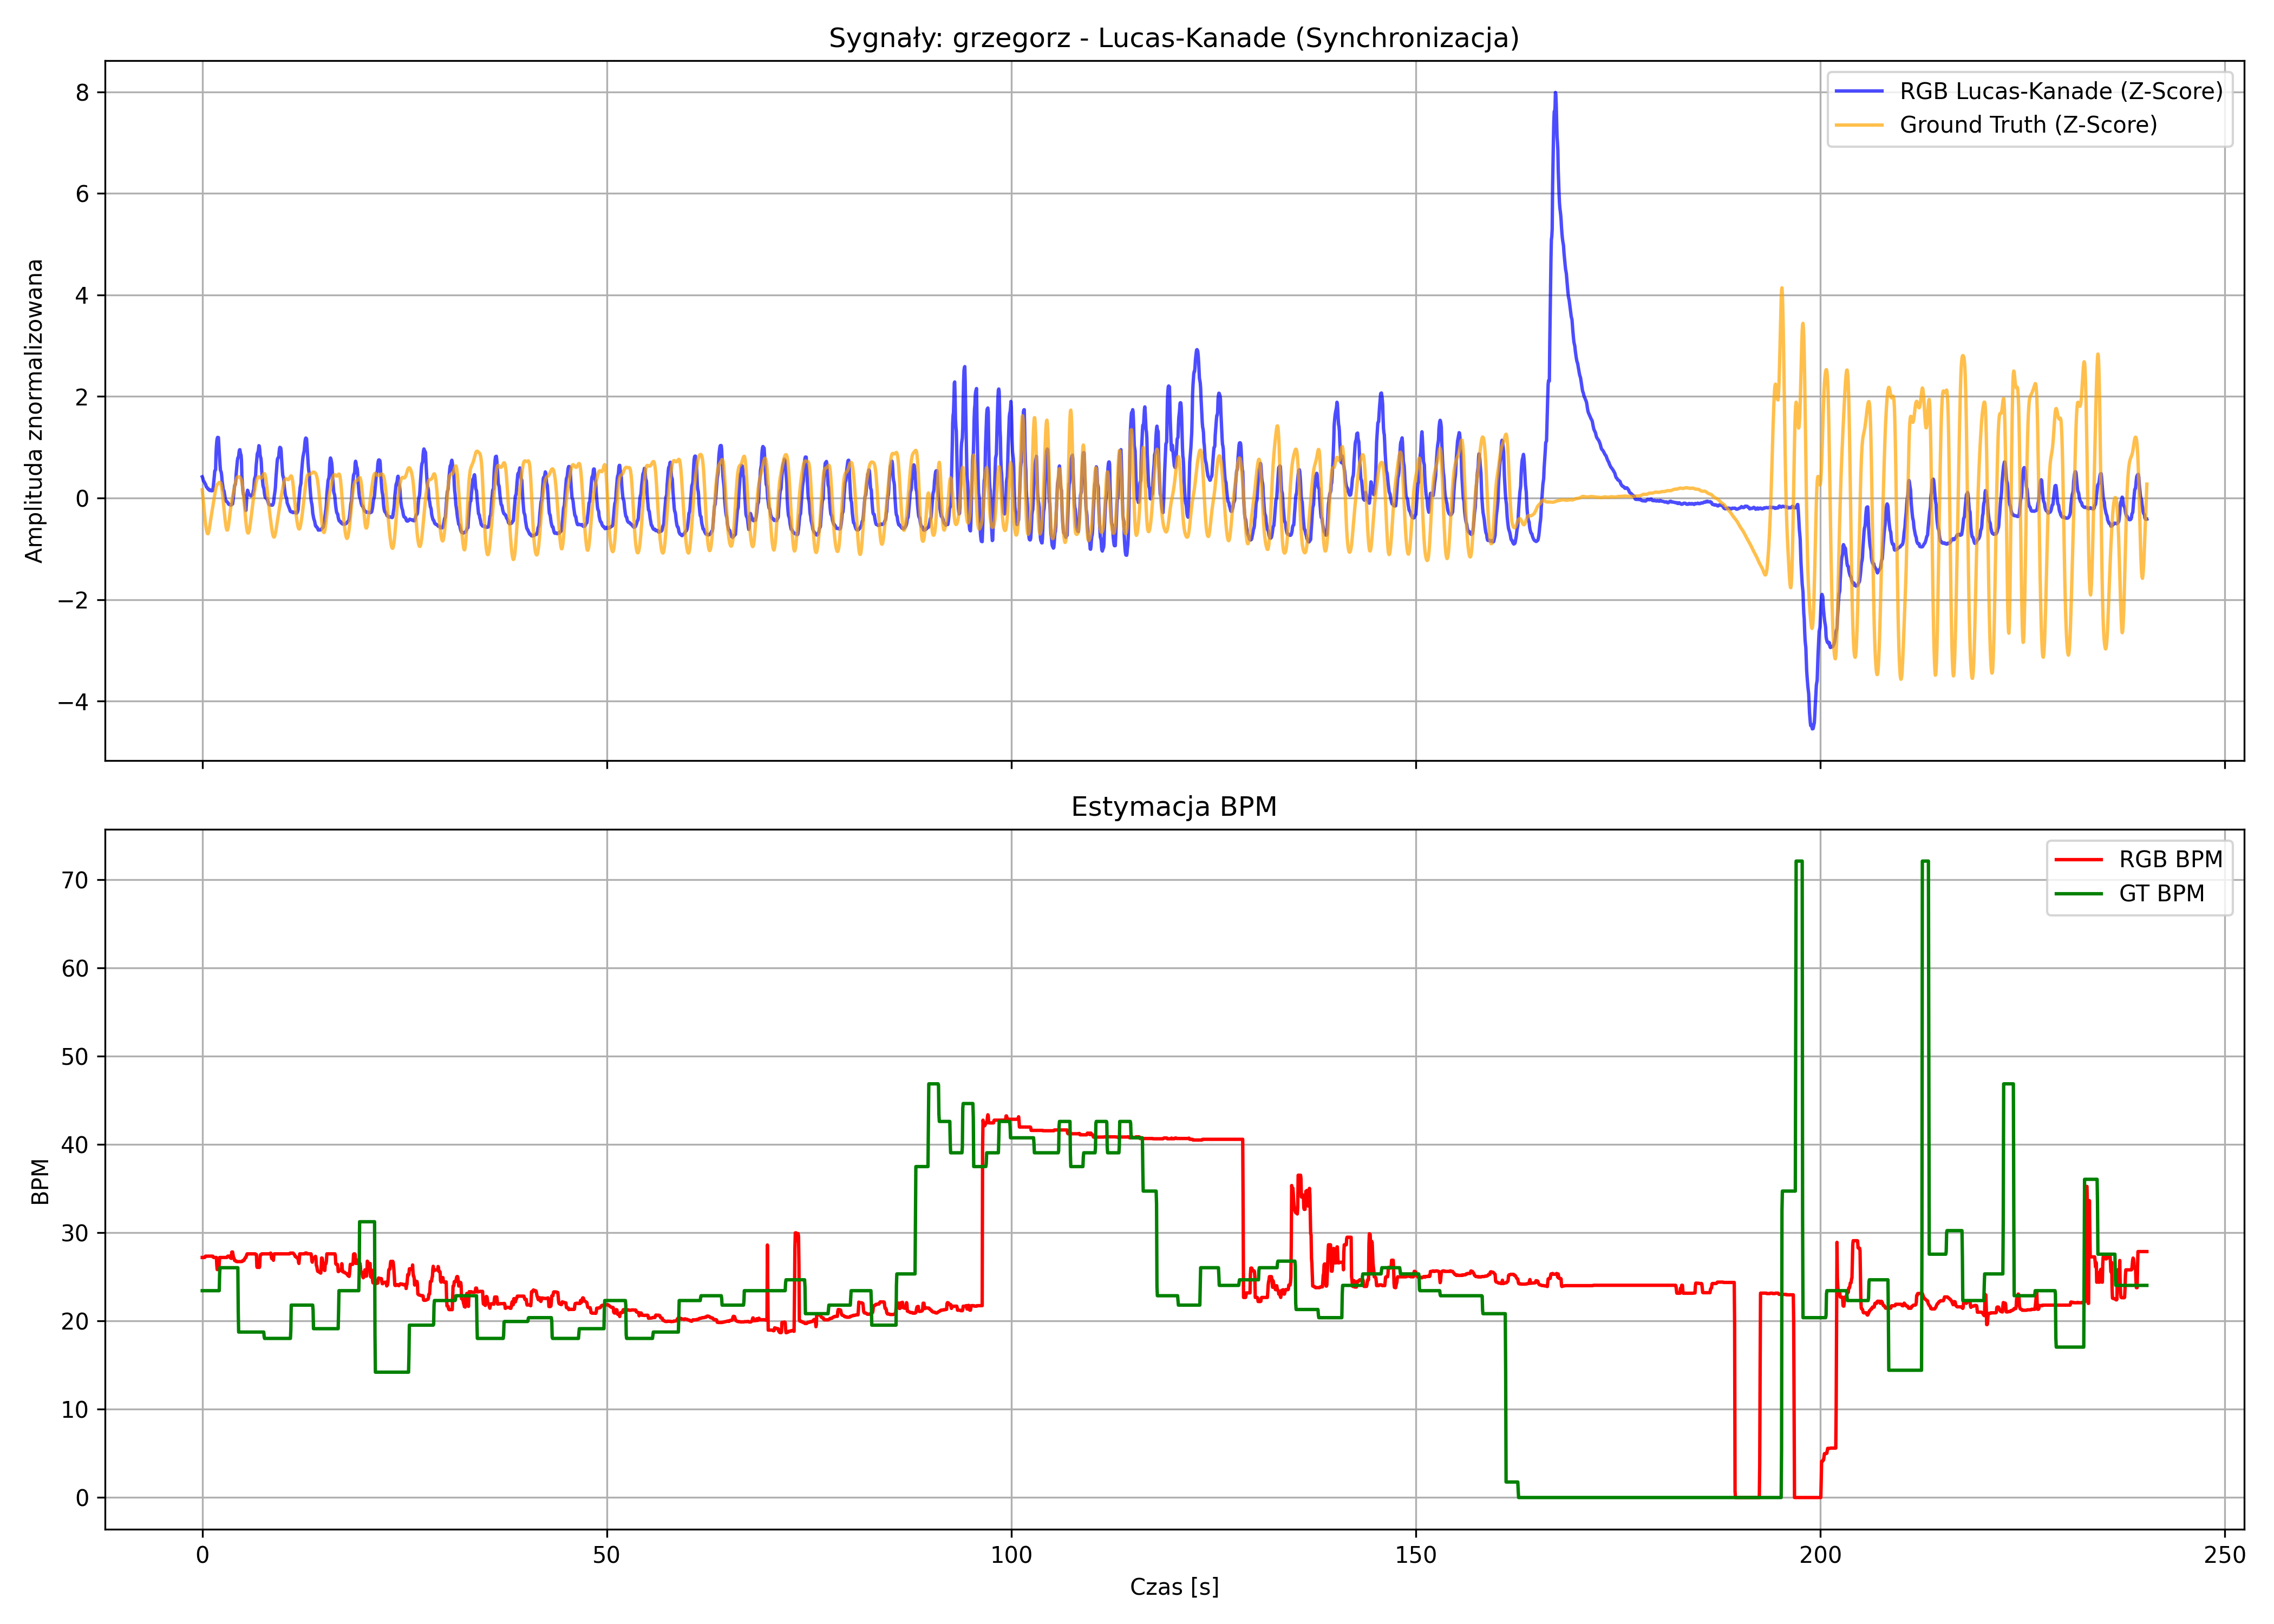 Sygnały: grzegorz - Lucas-Kanade (Synchronizacja)
RGB Lucas-Kanade (Z-Score)
Ground Truth (Z-Score)
Amplituda znormalizowana
8
6
4
2
0
−2
−4
Estymacja BPM
RGB BPM
GT BPM
BPM
70
60
50
40
30
20
10
0
0 50 100 150 200 250
Czas [s]